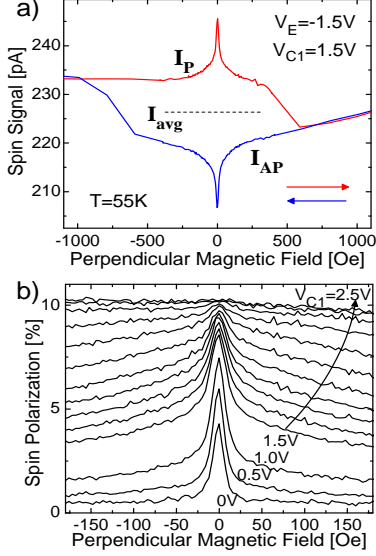 a)
V_E=-1.5V
V_C1=1.5V
I_P
I_avg
I_AP
T=55K
Spin Signal [pA]
240
230
220
210
-1000 -500 0 500 1000
Perpendicular Magnetic Field [Oe]
b)
V_C1=2.5V
1.5V
1.0V
0.5V
0V
Spin Polarization [%]
10
5
0
-150 -100 -50 0 50 100 150
Perpendicular Magnetic Field [Oe]